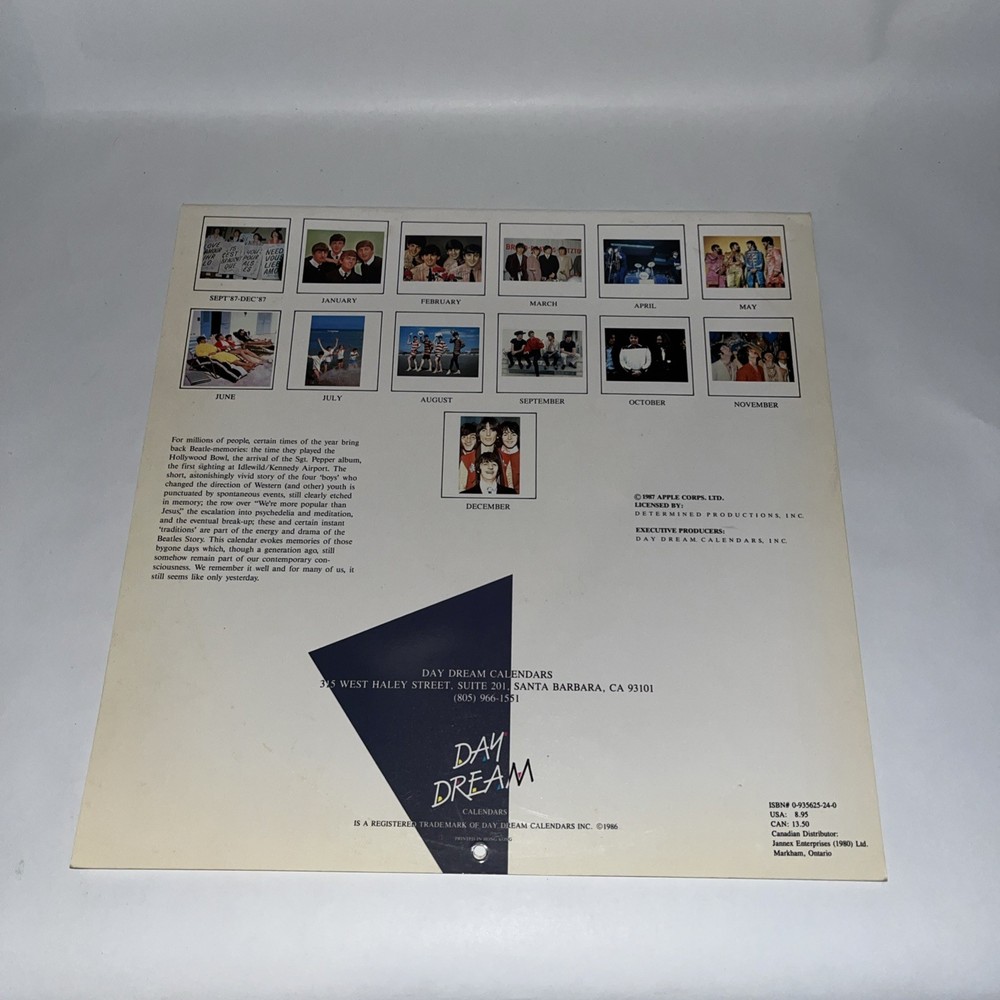 SEPT'87-DEC'87
JANUARY
FEBRUARY
MARCH
APRIL
MAY
JUNE
JULY
AUGUST
SEPTEMBER
OCTOBER
NOVEMBER
DECEMBER
For millions of people, certain times of the year bring
back Beatle-memories: the time they played the
Hollywood Bowl, the arrival of the Sgt. Pepper album,
the first sighting at Idlewild/Kennedy Airport. The
short, astonishingly vivid story of the four 'boys' who
changed the direction of Western (and other) youth is
punctuated by spontaneous events, still clearly etched
in memory; the row over "We're more popular than
Jesus," the escalation into psychedelia and meditation,
and the eventual break-up; these and certain instant
'traditions' are part of the energy and drama of the
Beatles Story. This calendar evokes memories of those
bygone days which, though a generation ago, still
somehow remain part of our contemporary con-
sciousness. We remember it well and for many of us, it
still seems like only yesterday.
© 1987 APPLE CORPS. LTD.
LICENSED BY:
DETERMINED PRODUCTIONS, INC.
EXECUTIVE PRODUCERS:
DAY DREAM CALENDARS, INC.
DAY DREAM CALENDARS
315 WEST HALEY STREET, SUITE 201, SANTA BARBARA, CA 93101
(805) 966-1551
DAY
DREAM
CALENDARS
IS A REGISTERED TRADEMARK OF DAY DREAM CALENDARS INC. ©1986
PRINTED IN HONG KONG
ISBN# 0-935625-24-0
USA: 8.95
CAN: 13.50
Canadian Distributor:
Jannex Enterprises (1980) Ltd.
Markham, Ontario